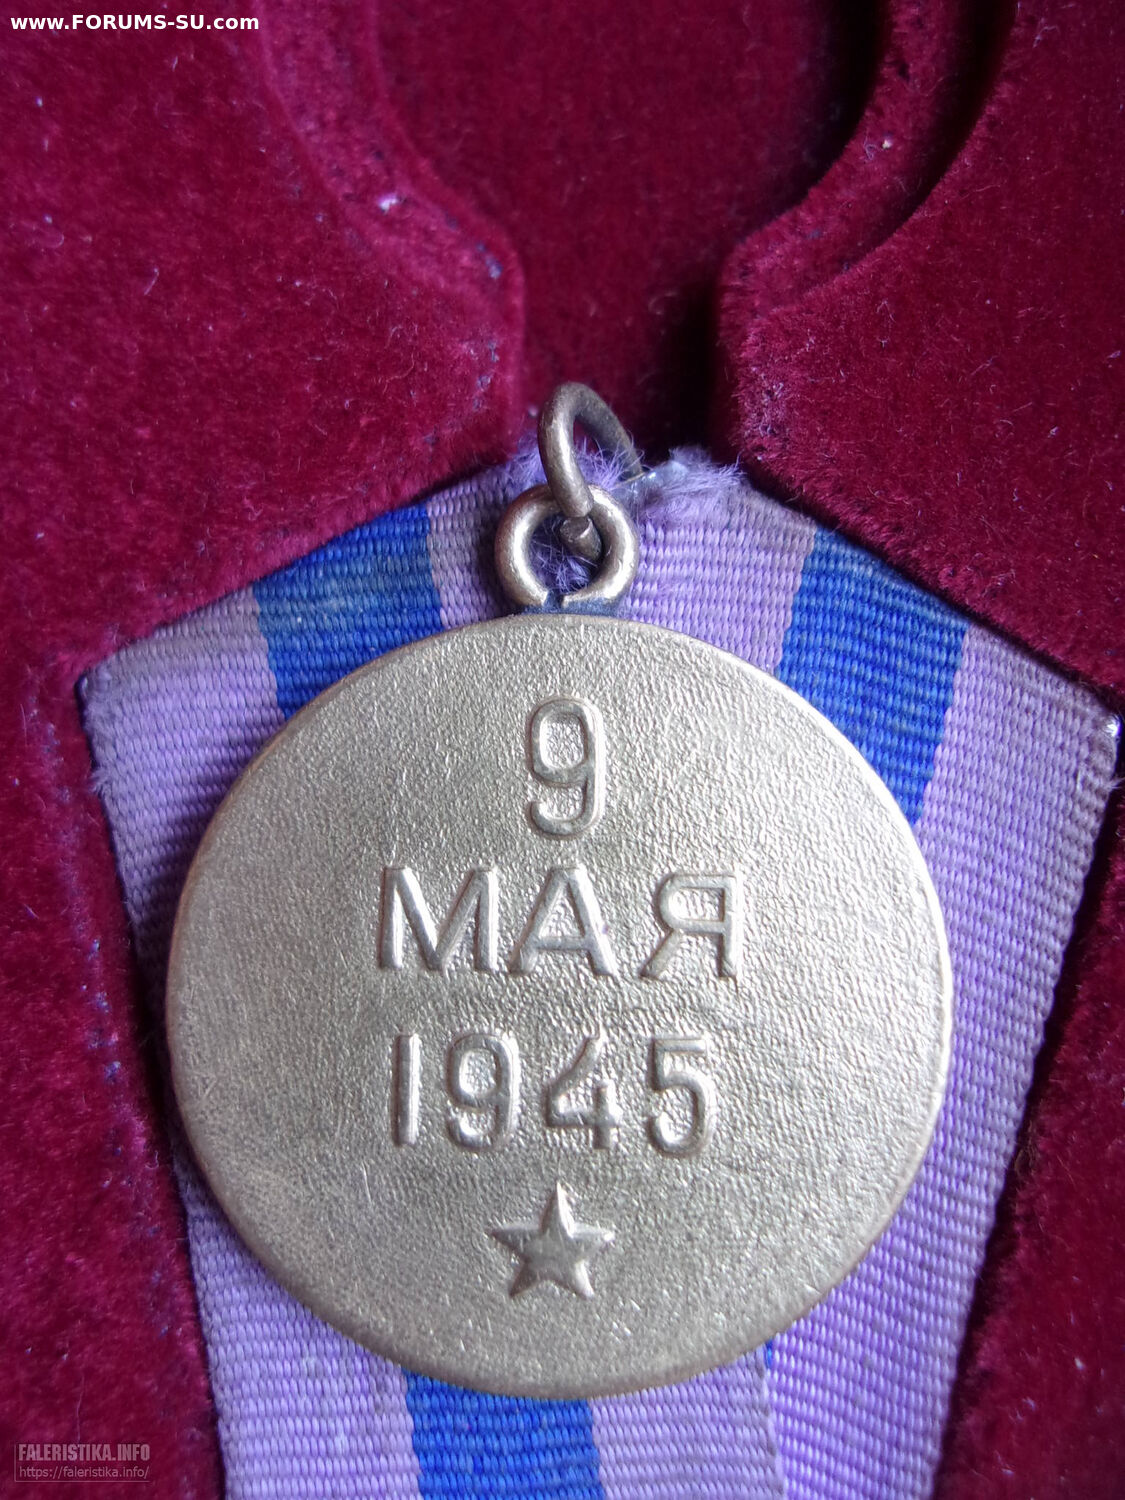 www.FORUMS-SU.com
9
МАЯ
1945
FALERISTIKA.INFO
https://faleristika.info/